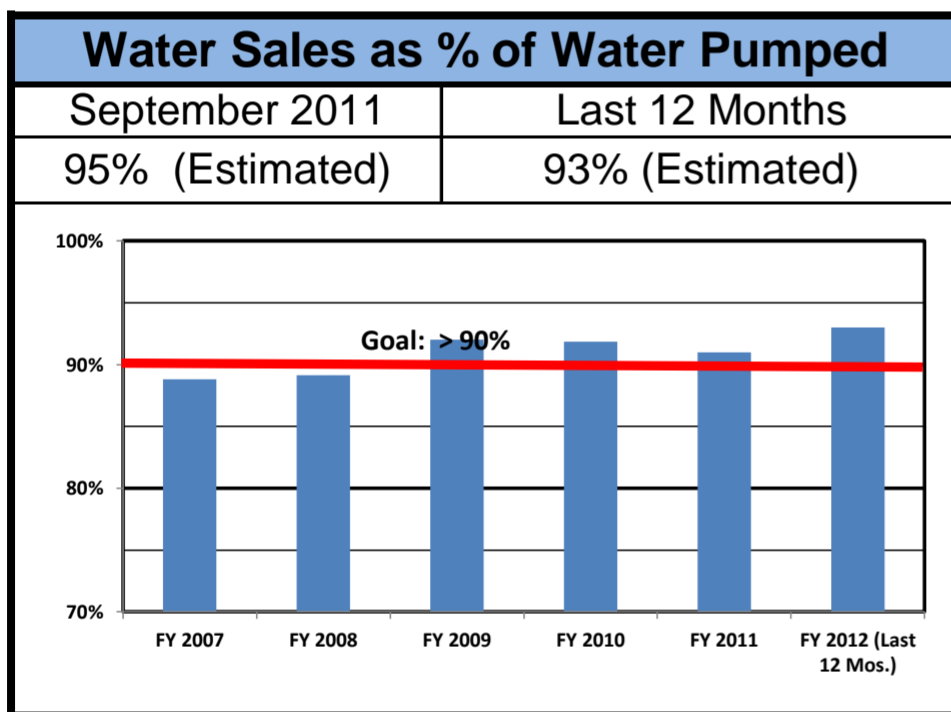 Water Sales as % of Water Pumped
September 2011 Last 12 Months
95% (Estimated) 93% (Estimated)
100%
Goal: > 90%
90%
80%
70%
FY 2007 FY 2008 FY 2009 FY 2010 FY 2011 FY 2012 (Last
12 Mos.)